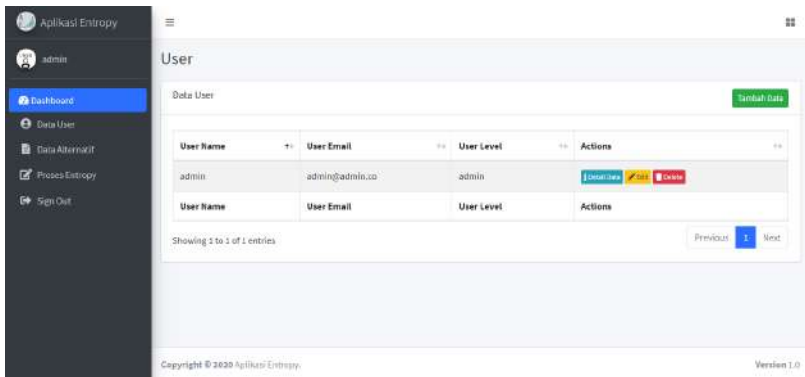 Aplikasi Entropy
admin
Dashboard
Data User
Data Alternatif
Proses Entropy
Sign Out
User
Data User
Tambah Data
User Name User Email User Level Actions
admin admin@admin.co admin Detail Data Edit Delete
User Name User Email User Level Actions
Showing 1 to 1 of 1 entries
Previous 1 Next
Copyright © 2020 Aplikasi Entropy.
Version 1.0